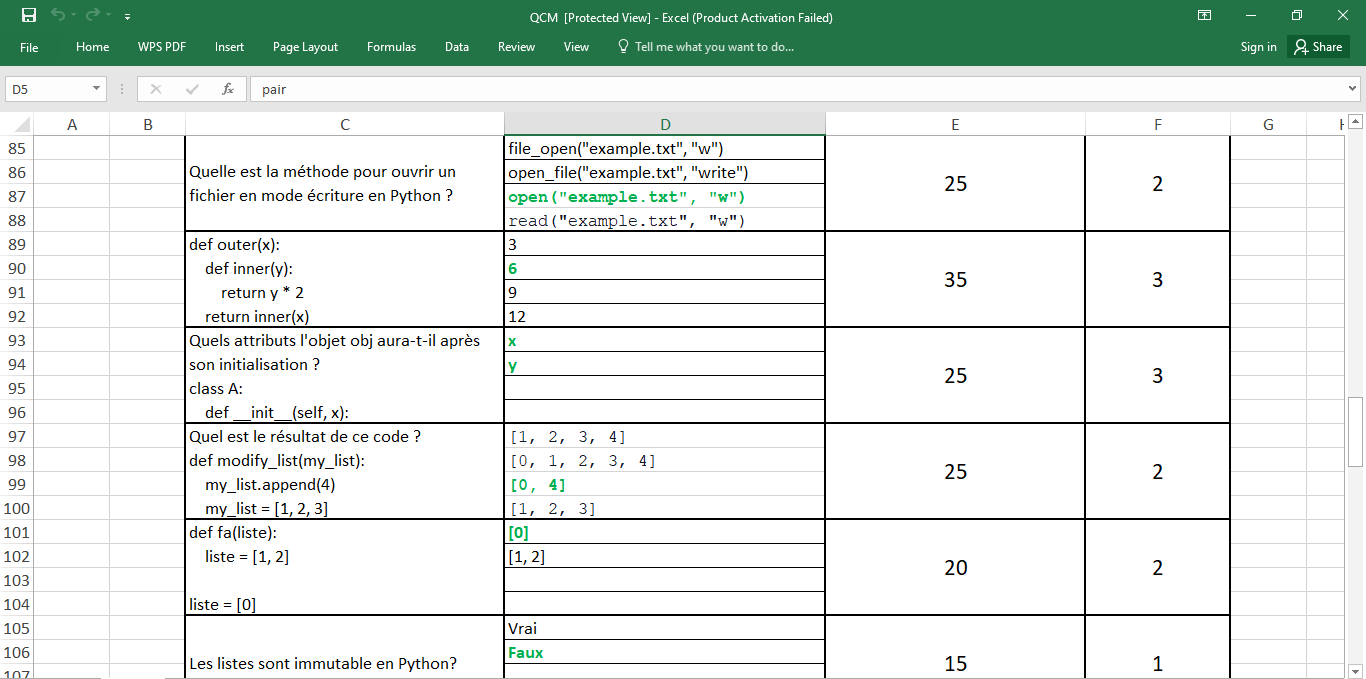 QCM [Protected View] - Excel (Product Activation Failed)
File Home WPS PDF Insert Page Layout Formulas Data Review View Tell me what you want to do... Sign in Share
D5 fx pair
A B C D E F G
85 file_open("example.txt", "w")
86 Quelle est la méthode pour ouvrir un open_file("example.txt", "write") 25 2
87 fichier en mode écriture en Python ? open("example.txt", "w")
88 read("example.txt", "w")
89 def outer(x): 3
90 def inner(y): 6 35 3
91 return y * 2 9
92 return inner(x) 12
93 Quels attributs l'objet obj aura-t-il après x
94 son initialisation ? y 25 3
95 class A:
96 def __init__(self, x):
97 Quel est le résultat de ce code ? [1, 2, 3, 4]
98 def modify_list(my_list): [0, 1, 2, 3, 4] 25 2
99 my_list.append(4) [0, 4]
100 my_list = [1, 2, 3] [1, 2, 3]
101 def fa(liste): [0]
102 liste = [1, 2] [1, 2] 20 2
103
104 liste = [0]
105 Vrai
106 Les listes sont immutable en Python? Faux 15 1
107